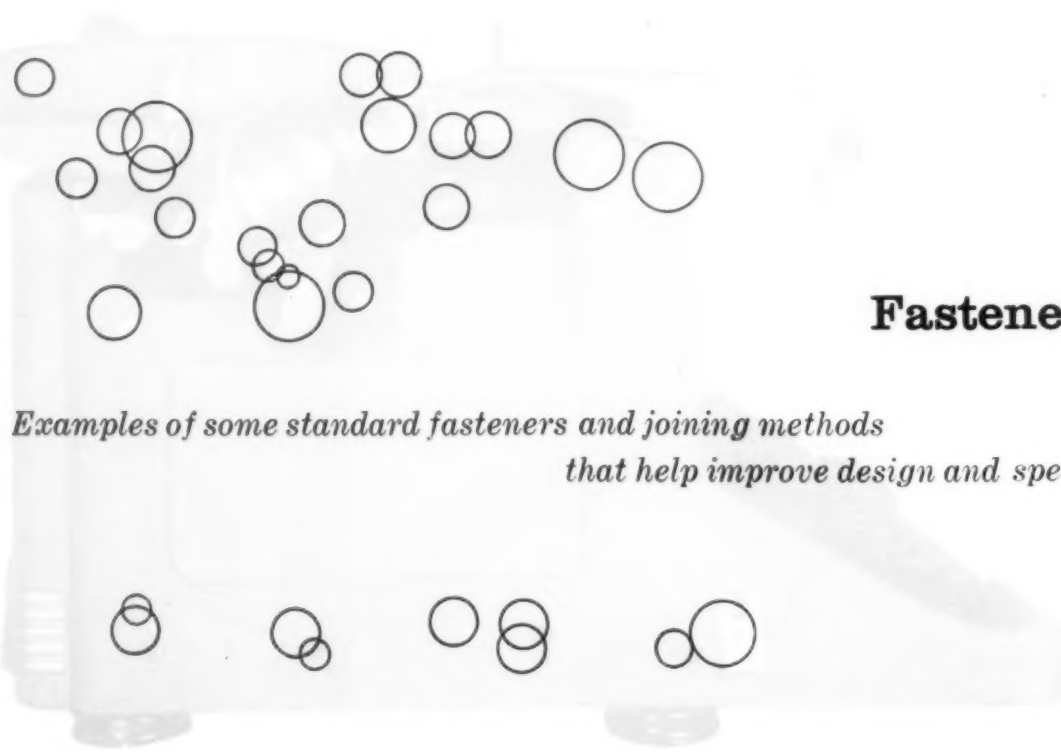 Fastene
Examples of some standard fasteners and joining methods
that help improve design and spe